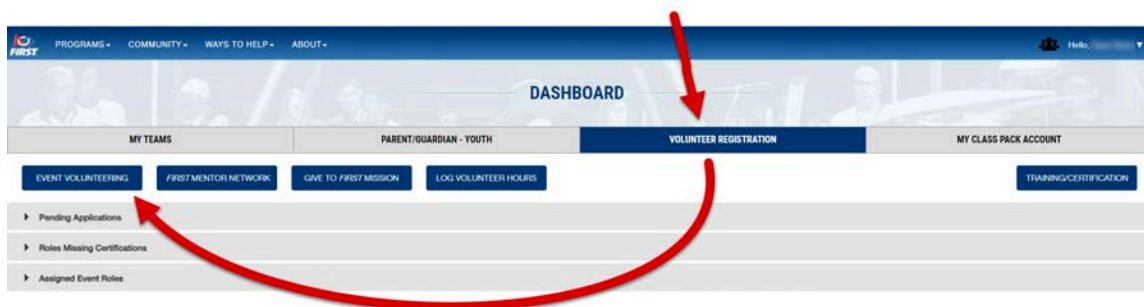 FIRST PROGRAMS COMMUNITY WAYS TO HELP ABOUT Hello,
DASHBOARD
MY TEAMS PARENT/GUARDIAN - YOUTH VOLUNTEER REGISTRATION MY CLASS PACK ACCOUNT
EVENT VOLUNTEERING FIRST MENTOR NETWORK GIVE TO FIRST MISSION LOG VOLUNTEER HOURS TRAINING/CERTIFICATION
Pending Applications
Roles Missing Certifications
Assigned Event Roles